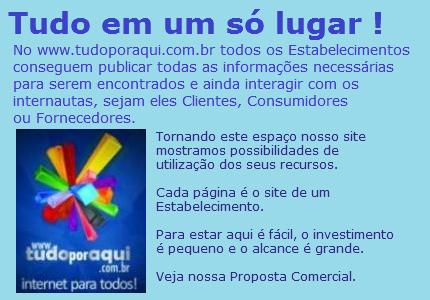 Tudo em um só lugar !
No www.tudoporaqui.com.br todos os Estabelecimentos
conseguem publicar todas as informações necessárias
para serem encontrados e ainda interagir com os
internautas, sejam eles Clientes, Consumidores
ou Fornecedores.
www.
tudoporaqui
.com.br
internet para todos!
Tornando este espaço nosso site
mostramos possibilidades de
utilização dos seus recursos.
Cada página é o site de um
Estabelecimento.
Para estar aqui é fácil, o investimento
é pequeno e o alcance é grande.
Veja nossa Proposta Comercial.